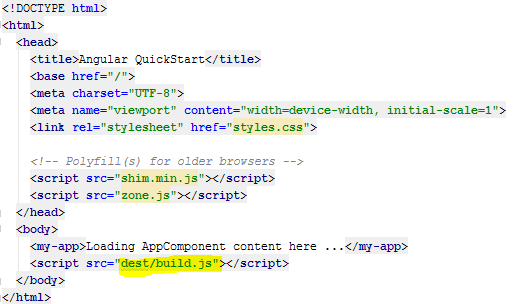 <!DOCTYPE html>
<html>
<head>
<title>Angular QuickStart</title>
<base href="/">
<meta charset="UTF-8">
<meta name="viewport" content="width=device-width, initial-scale=1">
<link rel="stylesheet" href="styles.css">
<!-- Polyfill(s) for older browsers -->
<script src="shim.min.js"></script>
<script src="zone.js"></script>
</head>
<body>
<my-app>Loading AppComponent content here ...</my-app>
<script src="dest/build.js"></script>
</body>
</html>